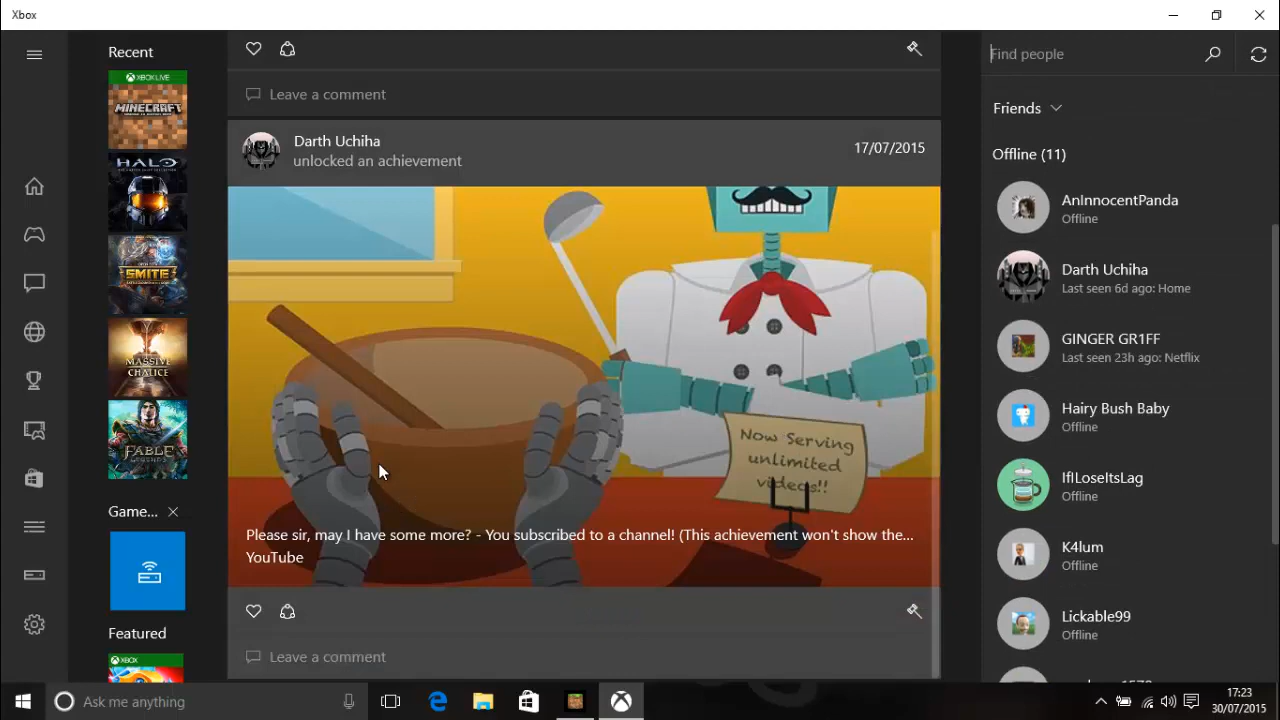 Xbox
Recent
XBOX LIVE
MINECRAFT
HALO
SMITE
MASSIVE
CHALICE
FABLE
LEGENDS
Game...
Featured
XBOX
Leave a comment
Darth Uchiha
unlocked an achievement
17/07/2015
Now Serving
unlimited
videos!!
Please sir, may I have some more? - You subscribed to a channel! (This achievement won't show the...
YouTube
Leave a comment
Find people
Friends
Offline (11)
AnInnocentPanda
Offline
Darth Uchiha
Last seen 6d ago: Home
GINGER GR1FF
Last seen 23h ago: Netflix
Hairy Bush Baby
Offline
IfILoseItsLag
Offline
K4lum
Offline
Lickable99
Offline
Ask me anything
17:23
30/07/2015